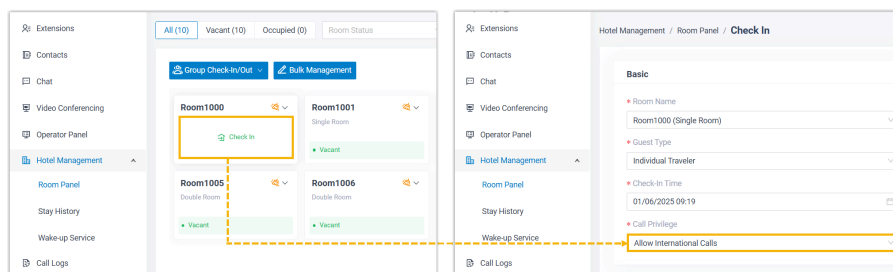 Extensions
Contacts
Chat
Video Conferencing
Operator Panel
Hotel Management
Room Panel
Stay History
Wake-up Service
Call Logs
All (10) Vacant (10) Occupied (0) Room Status
Group Check-In/Out Bulk Management
Room1000 Room1001
Check In Single Room
Vacant
Room1005 Room1006
Double Room Double Room
Vacant Vacant
Extensions
Contacts
Chat
Video Conferencing
Operator Panel
Hotel Management
Room Panel
Stay History
Wake-up Service
Call Logs
Hotel Management / Room Panel / Check In
Basic
* Room Name
Room1000 (Single Room)
* Guest Type
Individual Traveler
* Check-In Time
01/06/2025 09:19
* Call Privilege
Allow International Calls